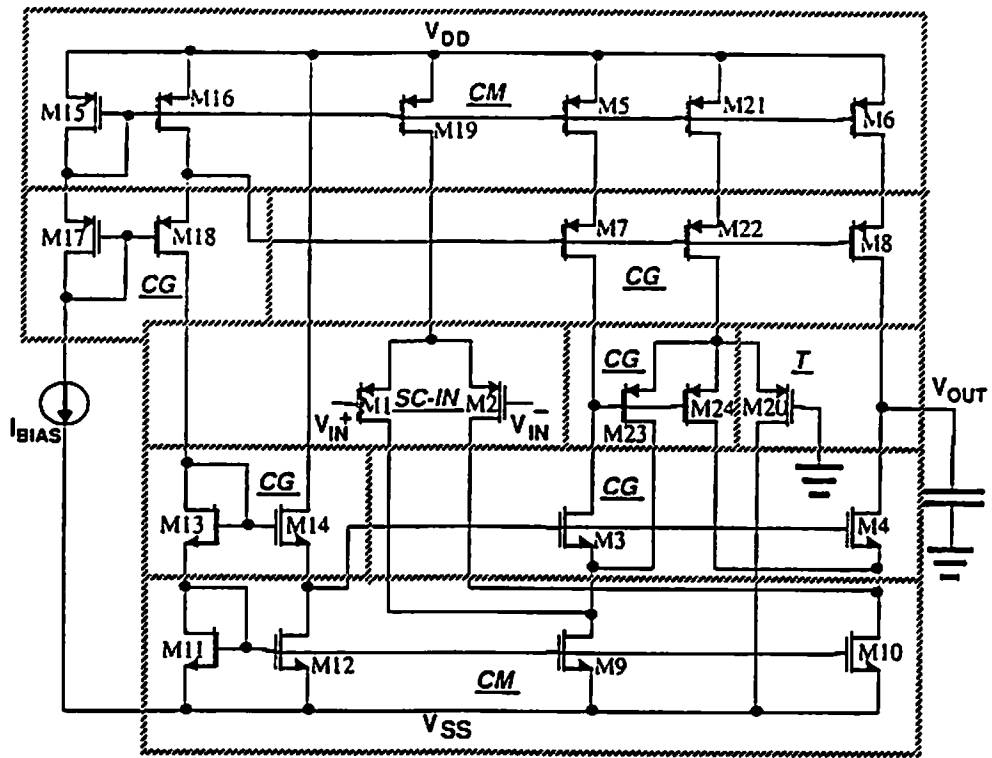 VDD
M15
M16
CM
M19
M5
M21
M6
M17
M18
CG
M7
M22
M8
CG
CG
T
M1
SC-IN
M2
M24
M20
VOUT
IBIAS
VIN+
VIN-
M23
CG
CG
M13
M14
M3
M4
M11
M12
M9
M10
CM
VSS